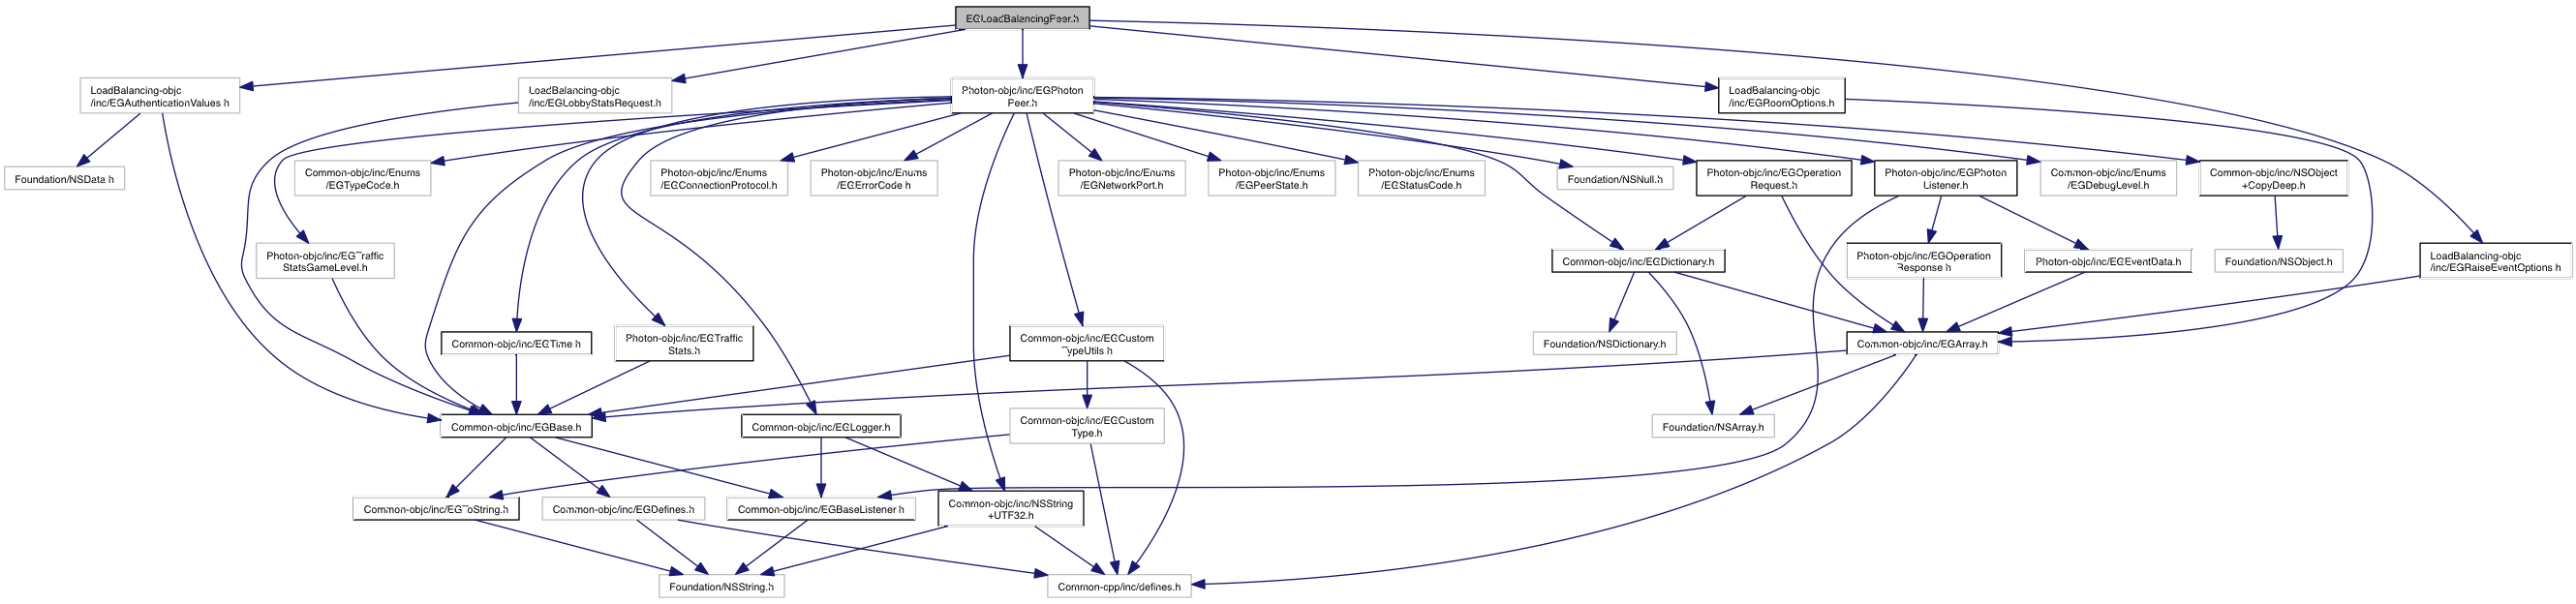 EGLoadBalancingPeer.h
LoadBalancing-objc
/inc/EGAuthenticationValues.h
LoadBalancing-objc
/inc/EGLobbyStatsRequest.h
Photon-objc/inc/EGPhoton
Peer.h
LoadBalancing-objc
/inc/EGRoomOptions.h
Foundation/NSData.h
Common-objc/inc/Enums
/EGTypeCode.h
Photon-objc/inc/Enums
/EGConnectionProtocol.h
Photon-objc/inc/Enums
/EGErrorCode.h
Photon-objc/inc/Enums
/EGNetworkPort.h
Photon-objc/inc/Enums
/EGPeerState.h
Photon-objc/inc/Enums
/EGStatusCode.h
Foundation/NSNull.h
Photon-objc/inc/EGOperation
Request.h
Photon-objc/inc/EGPhoton
Listener.h
Common-objc/inc/Enums
/EGDebugLevel.h
Common-objc/inc/NSObject
+CopyDeep.h
Photon-objc/inc/EGTraffic
StatsGameLevel.h
Common-objc/inc/EGDictionary.h
Photon-objc/inc/EGOperation
Response.h
Photon-objc/inc/EGEventData.h
Foundation/NSObject.h
LoadBalancing-objc
/inc/EGRaiseEventOptions.h
Common-objc/inc/EGTime.h
Photon-objc/inc/EGTraffic
Stats.h
Common-objc/inc/EGCustom
TypeUtils.h
Foundation/NSDictionary.h
Common-objc/inc/EGArray.h
Common-objc/inc/EGBase.h
Common-objc/inc/EGLogger.h
Common-objc/inc/EGCustom
Type.h
Foundation/NSArray.h
Common-objc/inc/EGToString.h
Common-objc/inc/EGDefines.h
Common-objc/inc/EGBaseListener.h
Common-objc/inc/NSString
+UTF32.h
Foundation/NSString.h
Common-cpp/inc/defines.h